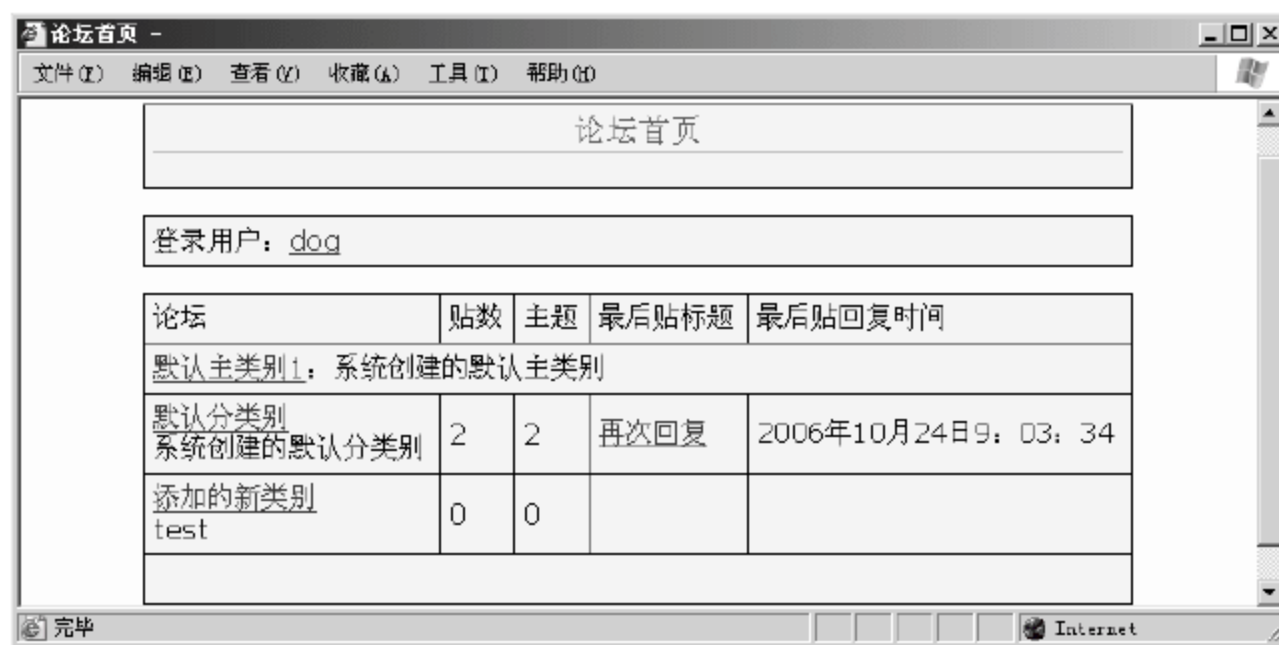 论坛首页 -
文件(F) 编辑(E) 查看(V) 收藏(A) 工具(T) 帮助(H)
论坛首页
登录用户：dog
论坛 贴数 主题 最后贴标题 最后贴回复时间
默认主类别1：系统创建的默认主类别
默认分类别
系统创建的默认分类别 2 2 再次回复 2006年10月24日9：03：34
添加的新类别
test 0 0
完毕 Internet